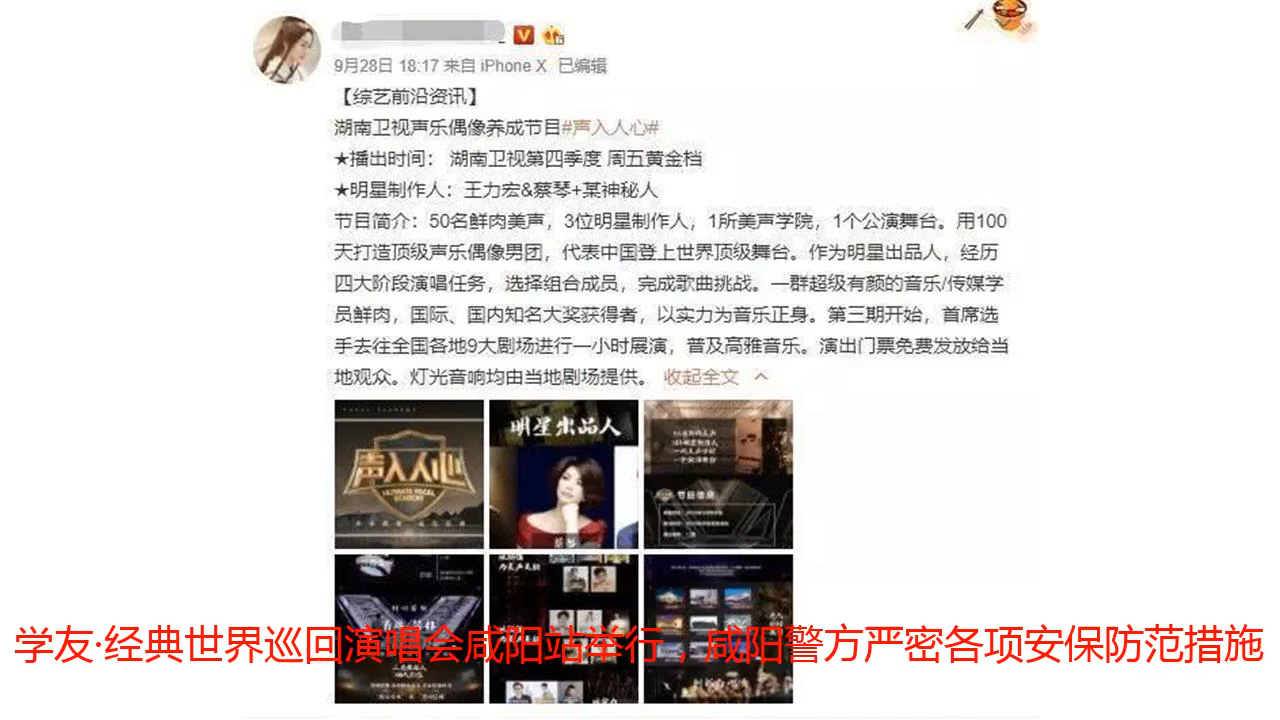 9月28日 18:17 来自 iPhone X 已编辑
【综艺前沿资讯】
湖南卫视声乐偶像养成节目#声入人心#
★播出时间： 湖南卫视第四季度 周五黄金档
★明星制作人：王力宏&蔡琴+某神秘人
节目简介：50名鲜肉美声，3位明星制作人，1所美声学院，1个公演舞台。用100
天打造顶级声乐偶像男团，代表中国登上世界顶级舞台。作为明星出品人，经历
四大阶段演唱任务，选择组合成员，完成歌曲挑战。一群超级有颜的音乐/传媒学
员鲜肉，国际、国内知名大奖获得者，以实力为音乐正身。第三期开始，首席选
手去往全国各地9大剧场进行一小时展演，普及高雅音乐。演出门票免费发放给当
地观众。灯光音响均由当地剧场提供。 收起全文
声入人心
明星出品人
蔡琴
节目信息
学友·经典世界巡回演唱会咸阳站举行，咸阳警方严密各项安保防范措施